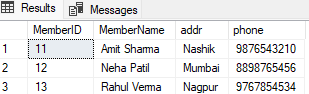 Results Messages
MemberID MemberName addr phone
1 11 Amit Sharma Nashik 9876543210
2 12 Neha Patil Mumbai 8898765456
3 13 Rahul Verma Nagpur 9767854534